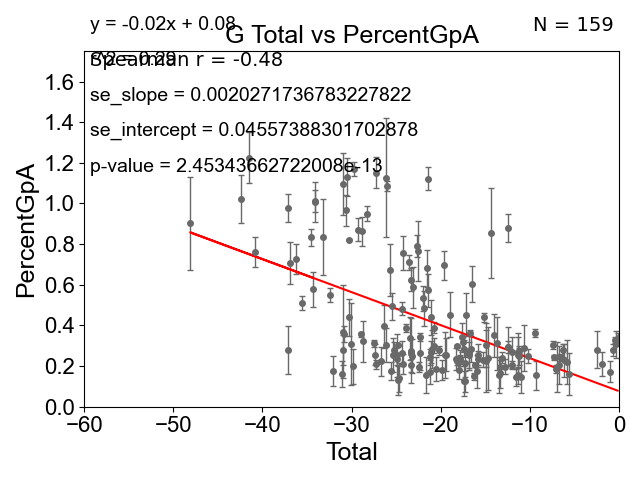 y = -0.02x + 0.08
N = 159
G Total vs PercentGpA
Spearman r = -0.48
se_slope = 0.0020271736783227822
se_intercept = 0.04557388301702878
p-value = 2.45343662722008e-13
PercentGpA
1.6
1.4
1.2
1.0
0.8
0.6
0.4
0.2
0.0
−60
−50
−40
−30
−20
−10
0
Total